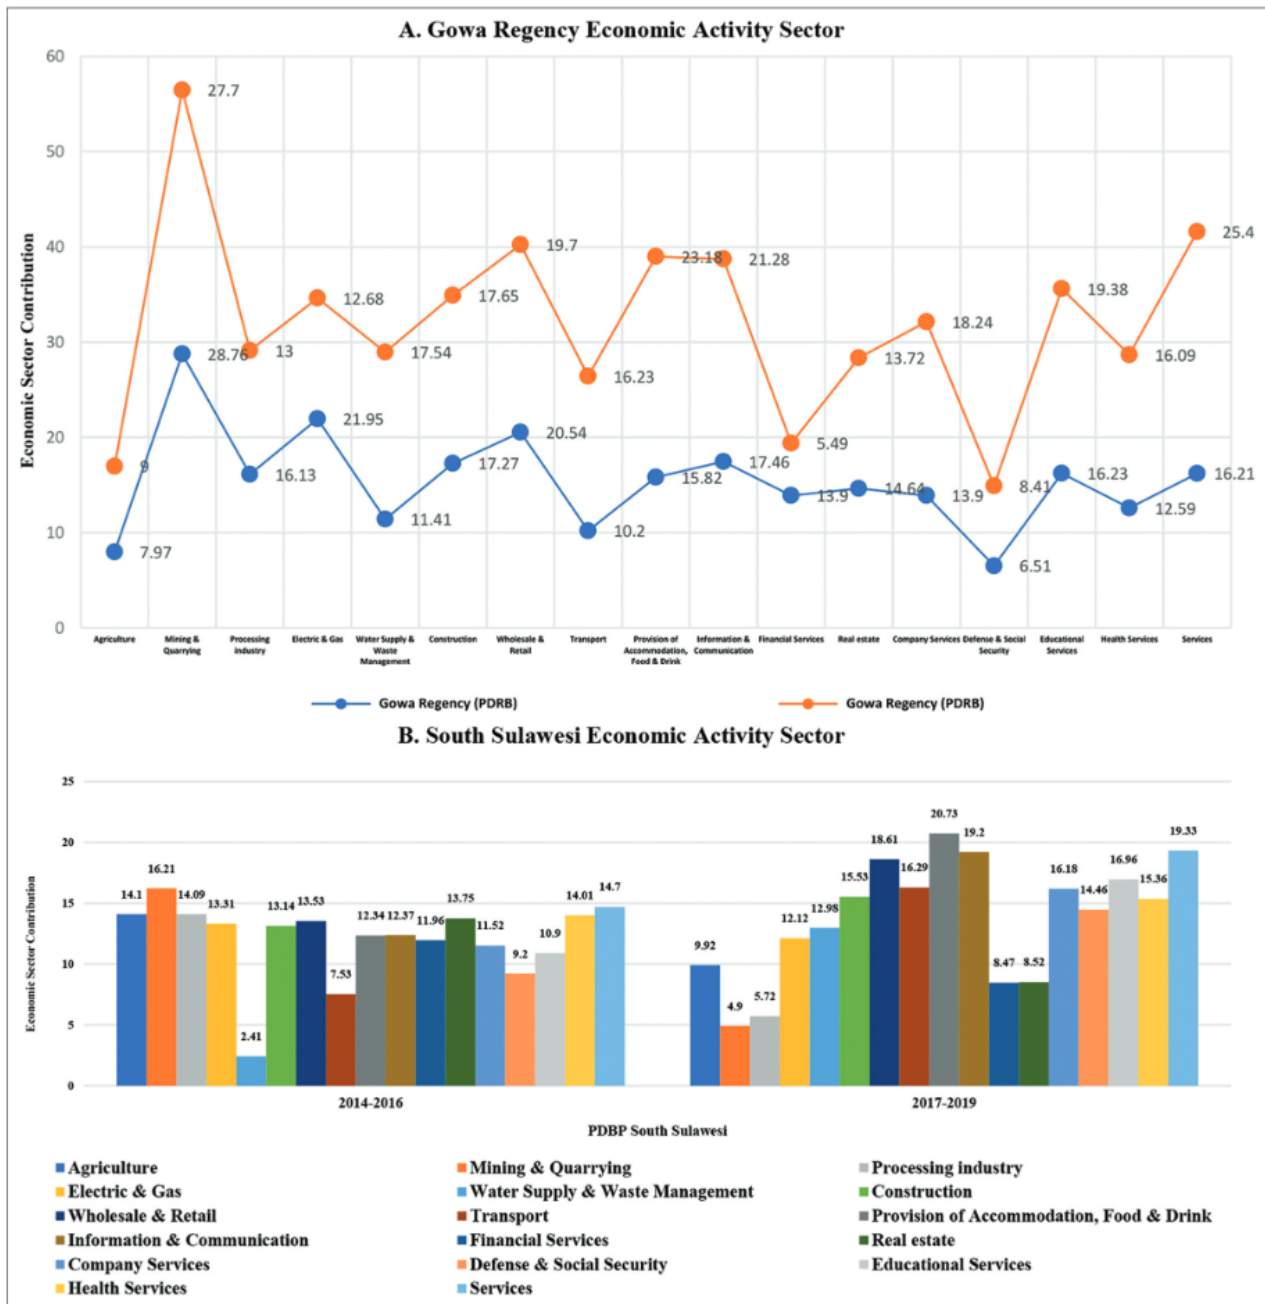 A. Gowa Regency Economic Activity Sector
60
50
40
30
20
10
0
Economic Sector Contribution
27.7
28.76
9
7.97
13
16.13
12.68
21.95
17.54
11.41
17.65
17.27
19.7
20.54
16.23
10.2
23.18
15.82
21.28
17.46
5.49
13.9
13.72
14.64
18.24
13.9
8.41
6.51
19.38
16.23
16.09
12.59
25.4
16.21
Agriculture
Mining &
Quarrying
Processing
industry
Electric & Gas
Water Supply &
Waste
Management
Construction
Wholesale &
Retail
Transport
Provision of
Accommodation,
Food & Drink
Information &
Communication
Financial Services
Real estate
Company Services
Defense & Social
Security
Educational
Services
Health Services
Services
Gowa Regency (PDRB)
Gowa Regency (PDRB)
B. South Sulawesi Economic Activity Sector
25
20
15
10
5
0
Economic Sector Contribution
14.1
16.21
14.09
13.31
2.41
13.14
13.53
7.53
12.34
12.37
11.96
13.75
11.52
9.2
10.9
14.01
14.7
9.92
4.9
5.72
12.12
12.98
15.53
18.61
16.29
20.73
19.2
8.47
8.52
16.18
14.46
16.96
15.36
19.33
2014-2016
2017-2019
PDBP South Sulawesi
Agriculture
Mining & Quarrying
Processing industry
Electric & Gas
Water Supply & Waste Management
Construction
Wholesale & Retail
Transport
Provision of Accommodation, Food & Drink
Information & Communication
Financial Services
Real estate
Company Services
Defense & Social Security
Educational Services
Health Services
Services